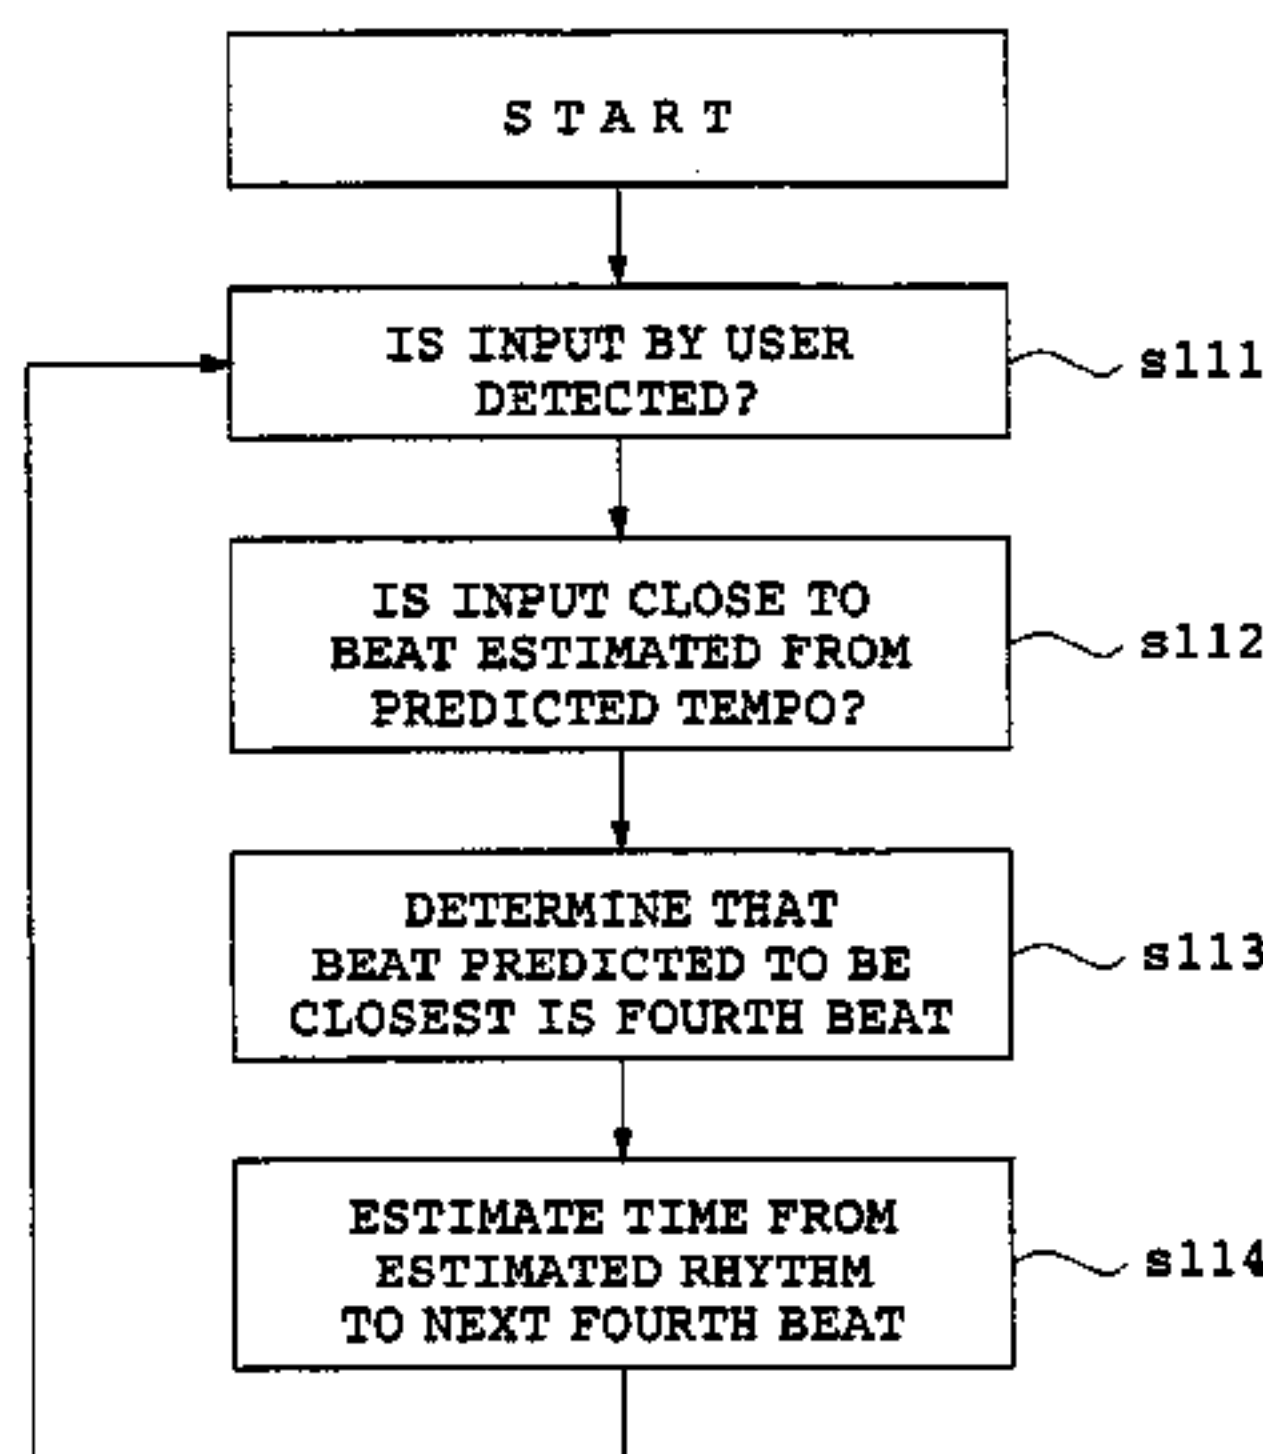 START
IS INPUT BY USER
DETECTED?
s111
IS INPUT CLOSE TO
BEAT ESTIMATED FROM
PREDICTED TEMPO?
s112
DETERMINE THAT
BEAT PREDICTED TO BE
CLOSEST IS FOURTH BEAT
s113
ESTIMATE TIME FROM
ESTIMATED RHYTHM
TO NEXT FOURTH BEAT
s114